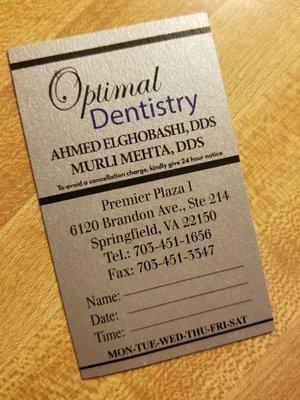 Optimal
Dentistry
AHMED ELGHOBASHI, DDS
MURLI MEHTA, DDS
To avoid a cancellation charge, kindly give 24 hour notice
Premier Plaza I
6120 Brandon Ave., Ste 214
Springfield, VA 22150
Tel.: 703-451-1656
Fax: 703-451-3347
Name:
Date:
Time:
MON-TUE-WED-THU-FRI-SAT